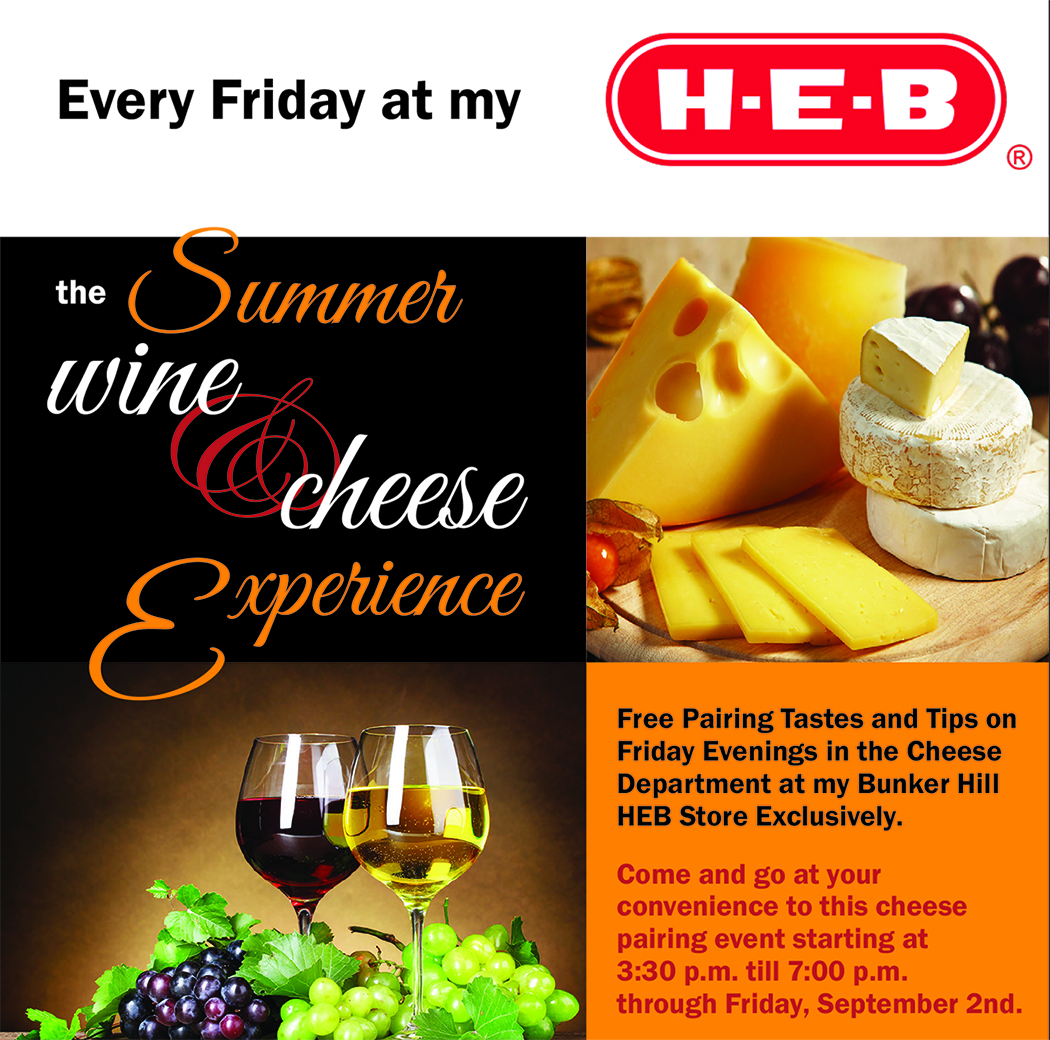 Every Friday at my
H-E-B
®
the Summer
wine
&
cheese
Experience
Free Pairing Tastes and Tips on
Friday Evenings in the Cheese
Department at my Bunker Hill
HEB Store Exclusively.
Come and go at your
convenience to this cheese
pairing event starting at
3:30 p.m. till 7:00 p.m.
through Friday, September 2nd.